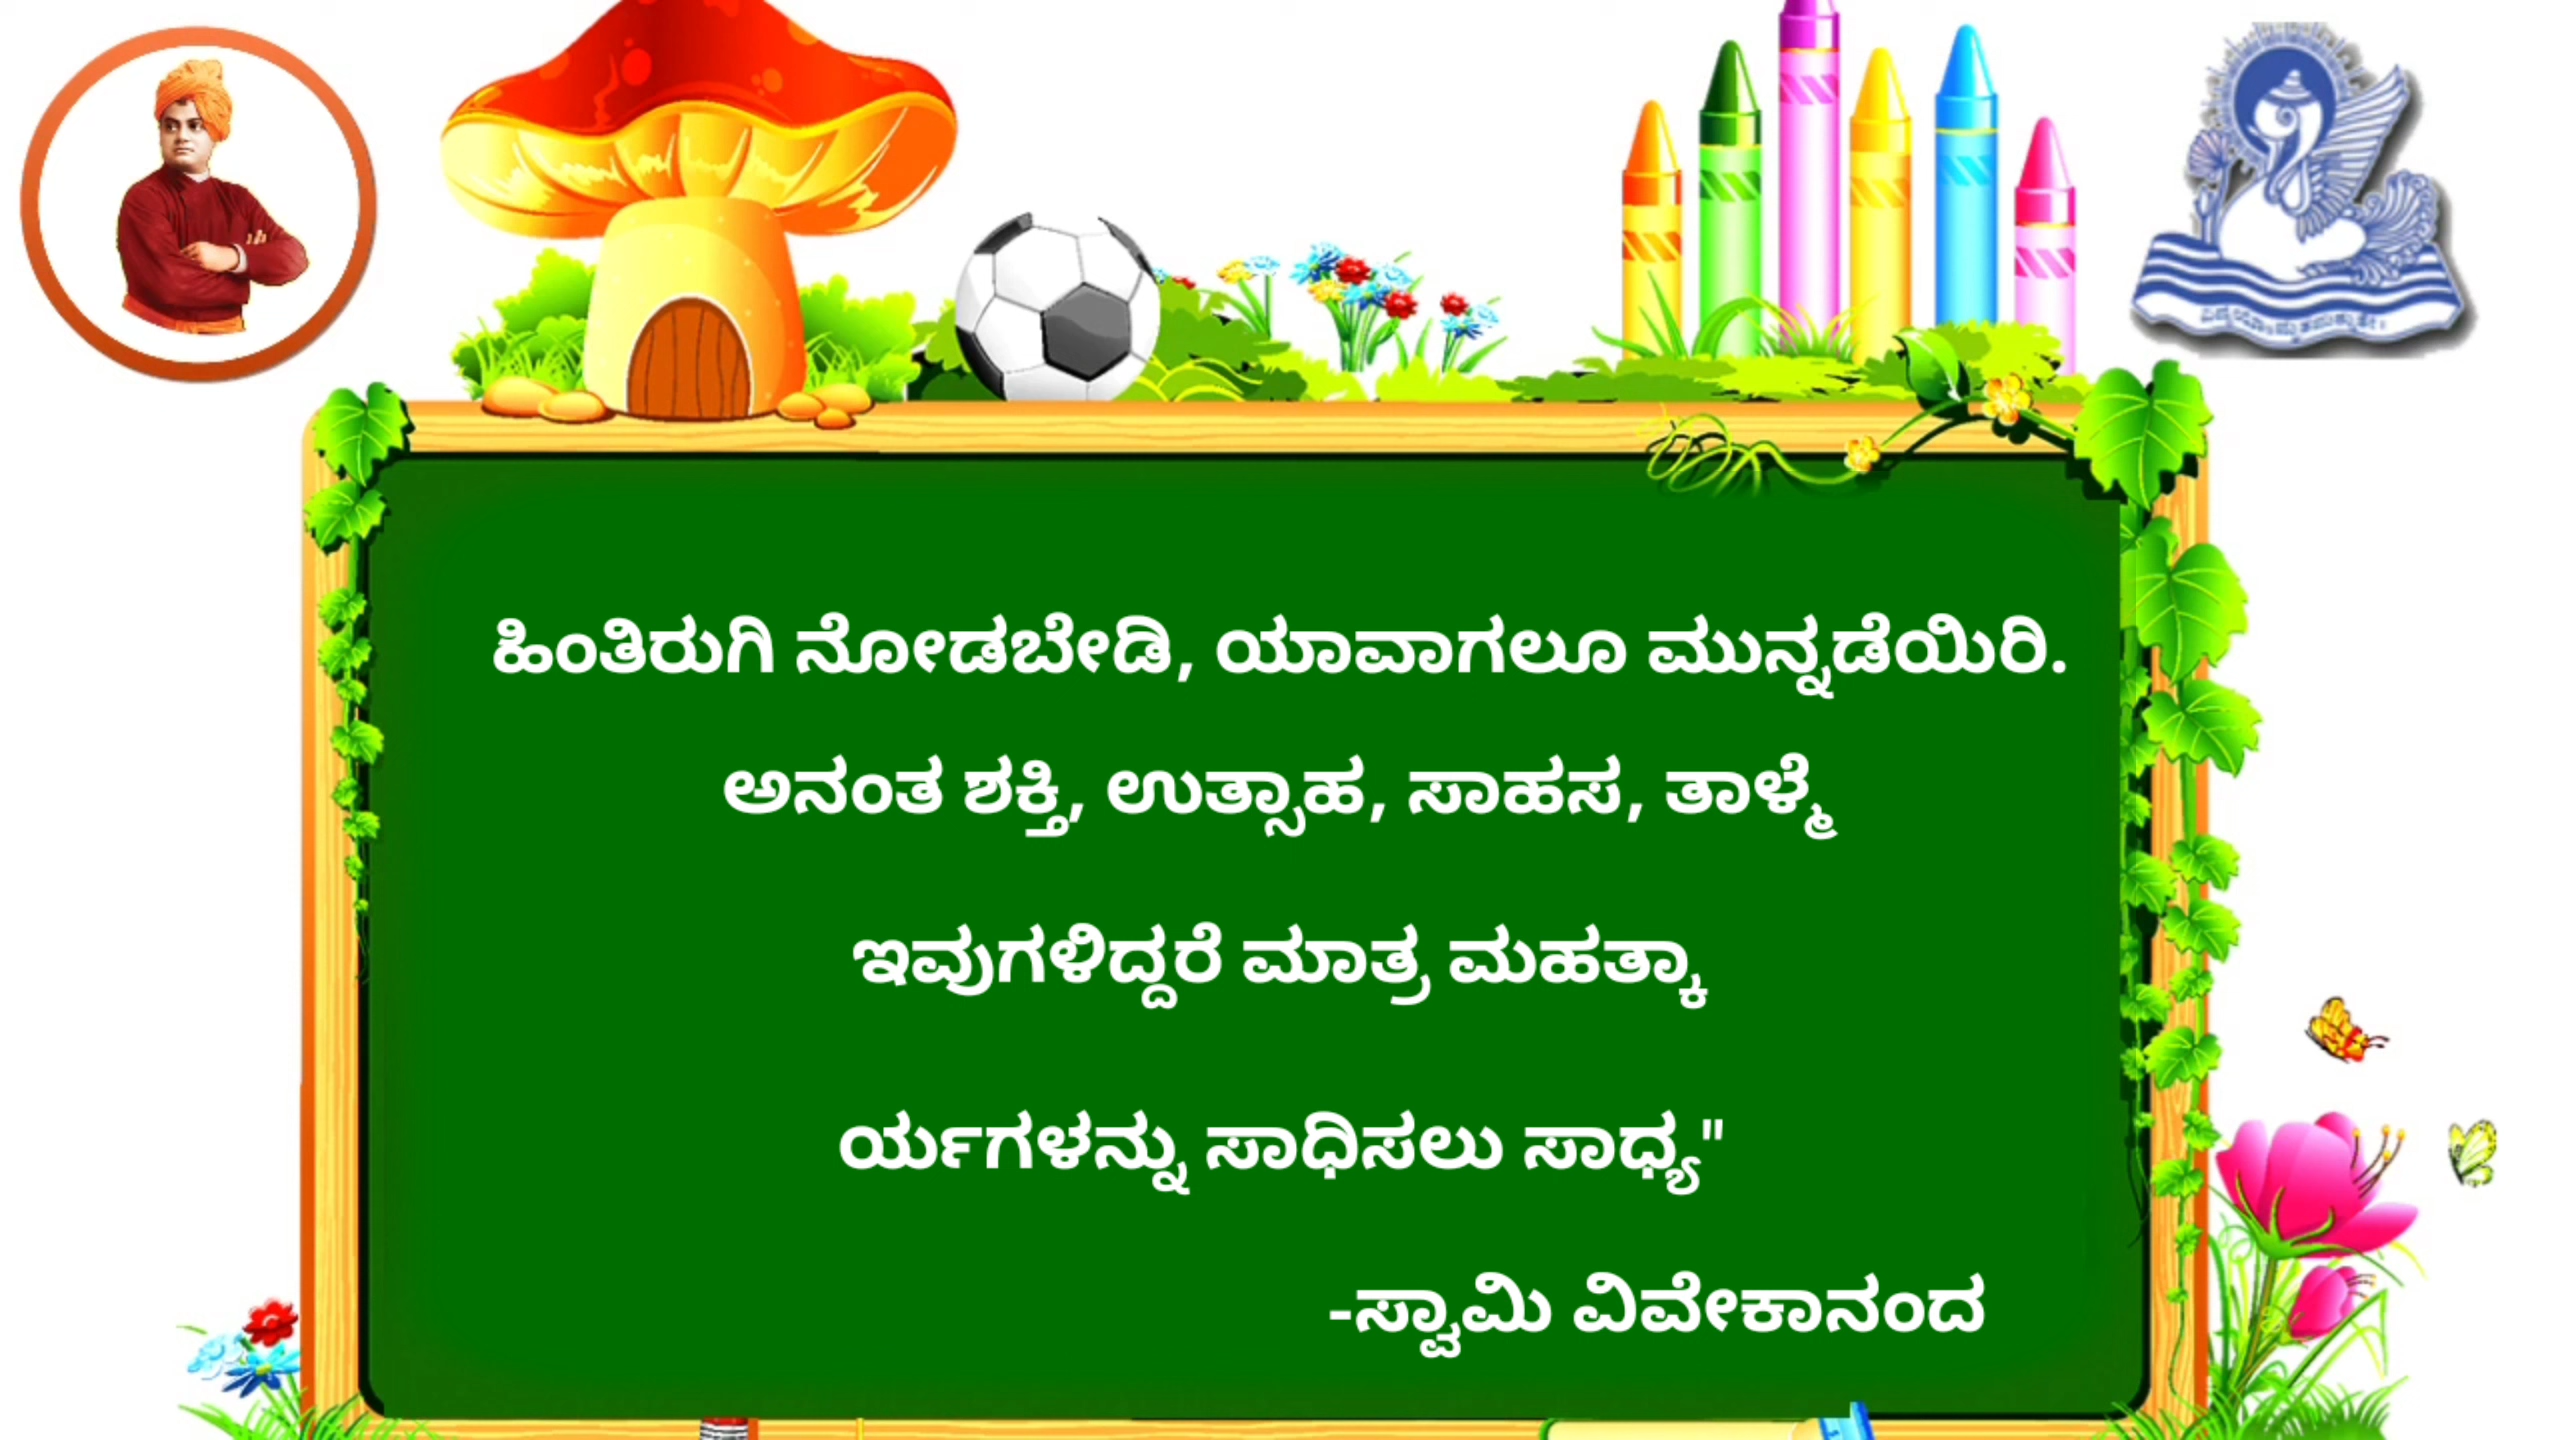 ಹಿಂತಿರುಗಿ ನೋಡಬೇಡಿ, ಯಾವಾಗಲೂ ಮುನ್ನಡೆಯಿರಿ.
ಅನಂತ ಶಕ್ತಿ, ಉತ್ಸಾಹ, ಸಾಹಸ, ತಾಳ್ಮೆ
ಇವುಗಳಿದ್ದರೆ ಮಾತ್ರ ಮಹತ್ಕಾ
ರ್ಯಗಳನ್ನು ಸಾಧಿಸಲು ಸಾಧ್ಯ"
-ಸ್ವಾಮಿ ವಿವೇಕಾನಂದ